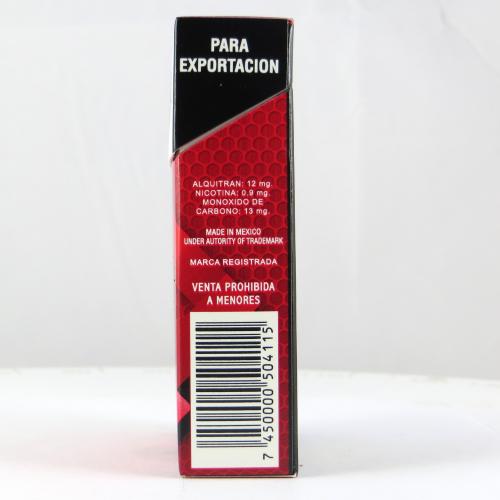 PARA
EXPORTACION
ALQUITRAN: 12 mg.
NICOTINA: 0.9 mg.
MONOXIDO DE
CARBONO: 13 mg.
MADE IN MEXICO
UNDER AUTORITY OF TRADEMARK
MARCA REGISTRADA
VENTA PROHIBIDA
A MENORES
7 450000 504115